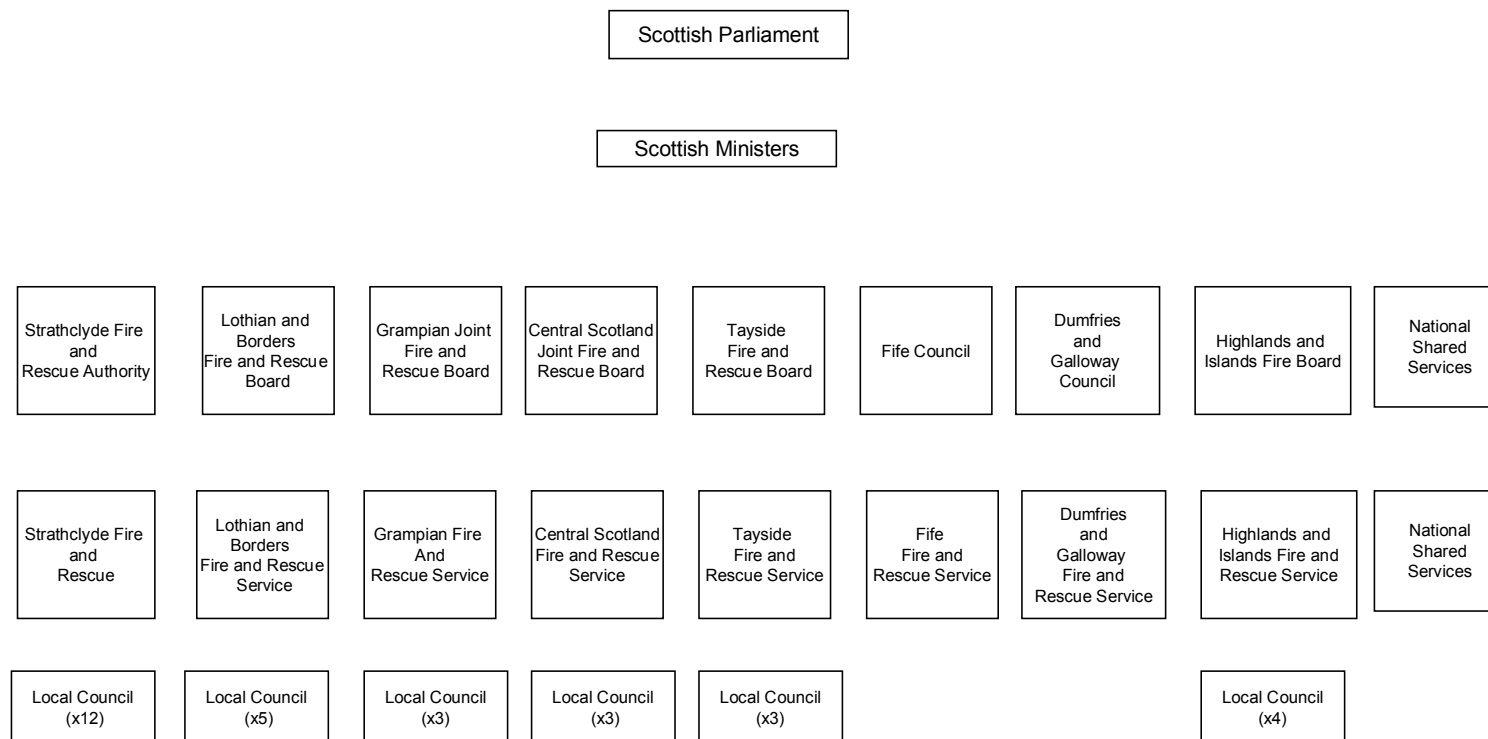 Scottish Parliament
Scottish Ministers
Strathclyde Fire
and
Rescue Authority
Lothian and
Borders
Fire and Rescue
Board
Grampian Joint
Fire and
Rescue Board
Central Scotland
Joint Fire and
Rescue Board
Tayside
Fire and
Rescue Board
Fife Council
Dumfries
and
Galloway
Council
Highlands and
Islands Fire Board
National
Shared
Services
Strathclyde Fire
and
Rescue
Lothian and
Borders
Fire and Rescue
Service
Grampian Fire
And
Rescue Service
Central Scotland
Fire and Rescue
Service
Tayside
Fire and
Rescue Service
Fife
Fire and
Rescue Service
Dumfries
and
Galloway
Fire and
Rescue Service
Highlands and
Islands Fire and
Rescue Service
National
Shared
Services
Local Council
(x12)
Local Council
(x5)
Local Council
(x3)
Local Council
(x3)
Local Council
(x3)
Local Council
(x4)